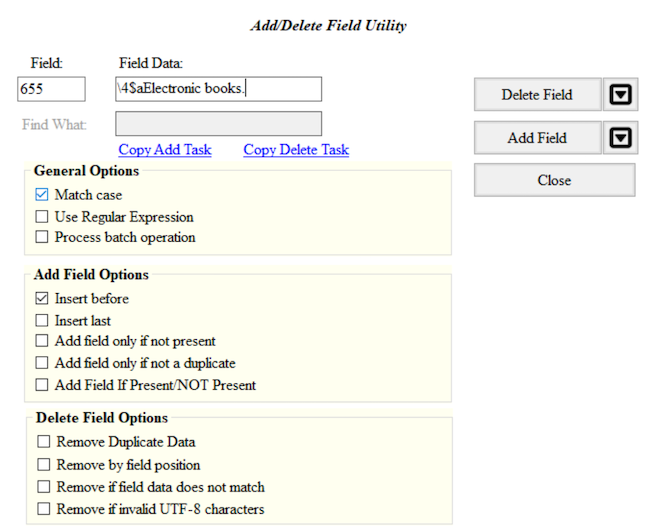 Add/Delete Field Utility
Field: Field Data:
655 \4$aElectronic books.
Delete Field
Find What:
Add Field
Copy Add Task Copy Delete Task
General Options
Close
Match case
Use Regular Expression
Process batch operation
Add Field Options
Insert before
Insert last
Add field only if not present
Add field only if not a duplicate
Add Field If Present/NOT Present
Delete Field Options
Remove Duplicate Data
Remove by field position
Remove if field data does not match
Remove if invalid UTF-8 characters